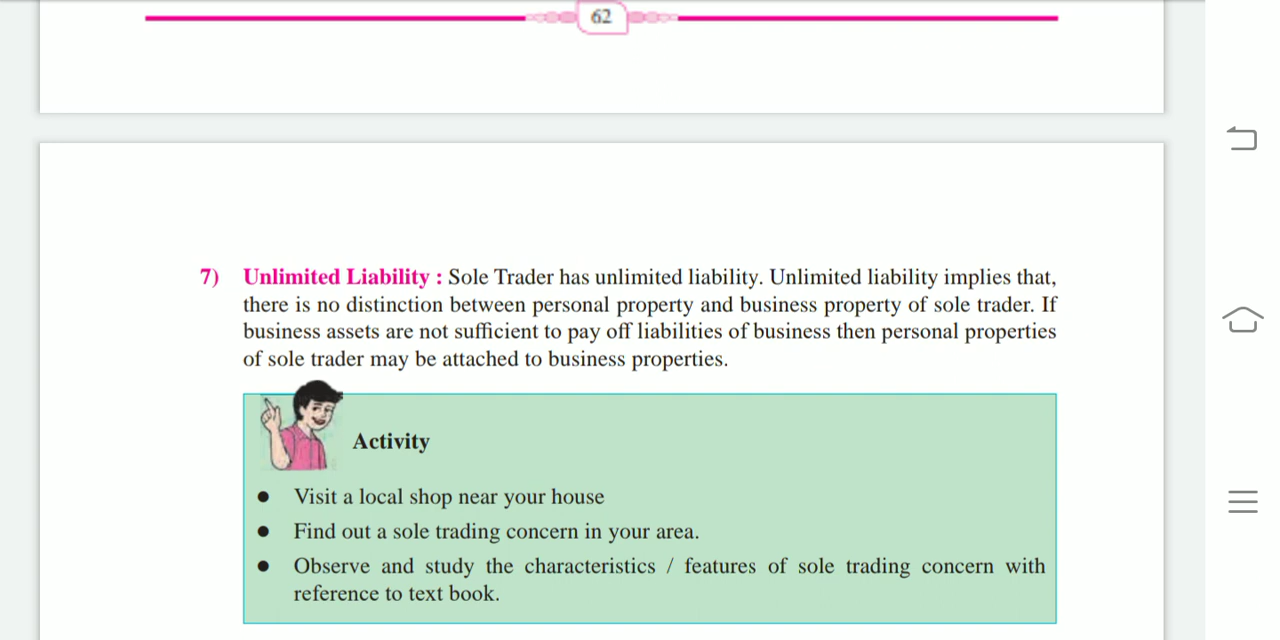 62
7) Unlimited Liability : Sole Trader has unlimited liability. Unlimited liability implies that,
there is no distinction between personal property and business property of sole trader. If
business assets are not sufficient to pay off liabilities of business then personal properties
of sole trader may be attached to business properties.
Activity
● Visit a local shop near your house
● Find out a sole trading concern in your area.
● Observe and study the characteristics / features of sole trading concern with
reference to text book.